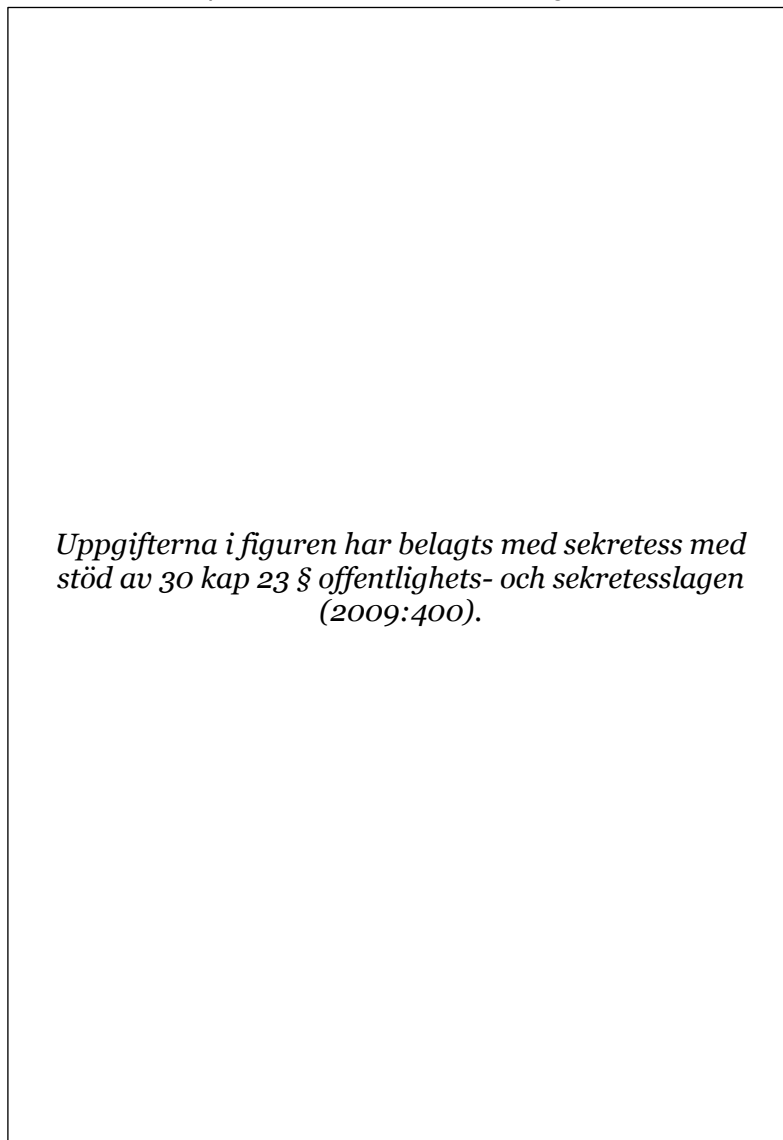 Uppgifterna i figuren har belagts med sekretess med
stöd av 30 kap 23 § offentlighets- och sekretesslagen
(2009:400).